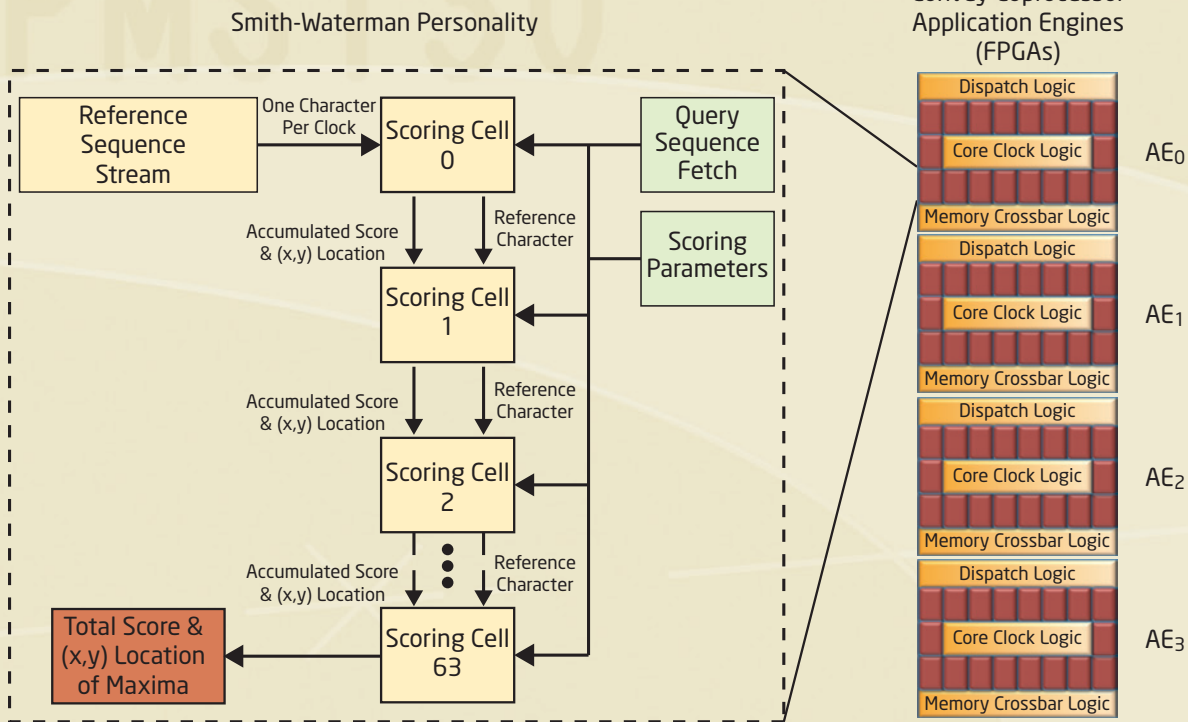 Smith-Waterman Personality
Application Engines
(FPGAs)
Reference
Sequence
Stream
One Character
Per Clock
Scoring Cell
0
Query
Sequence
Fetch
Accumulated Score
& (x,y) Location
Reference
Character
Scoring
Parameters
Scoring Cell
1
Accumulated Score
& (x,y) Location
Reference
Character
Scoring Cell
2
Accumulated Score
& (x,y) Location
Reference
Character
Total Score &
(x,y) Location
of Maxima
Scoring Cell
63
Dispatch Logic
Core Clock Logic
AE0
Memory Crossbar Logic
Dispatch Logic
Core Clock Logic
AE1
Memory Crossbar Logic
Dispatch Logic
Core Clock Logic
AE2
Memory Crossbar Logic
Dispatch Logic
Core Clock Logic
AE3
Memory Crossbar Logic